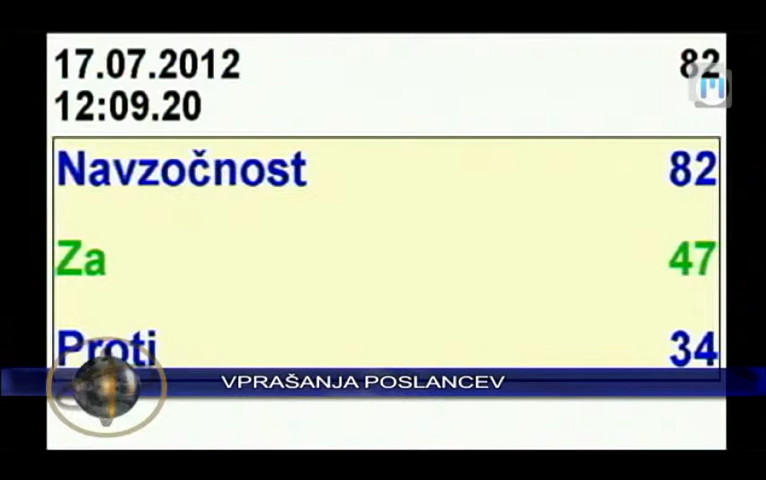 17.07.2012 82
12:09.20
Navzočnost 82
Za 47
Proti 34
VPRAŠANJA POSLANCEV